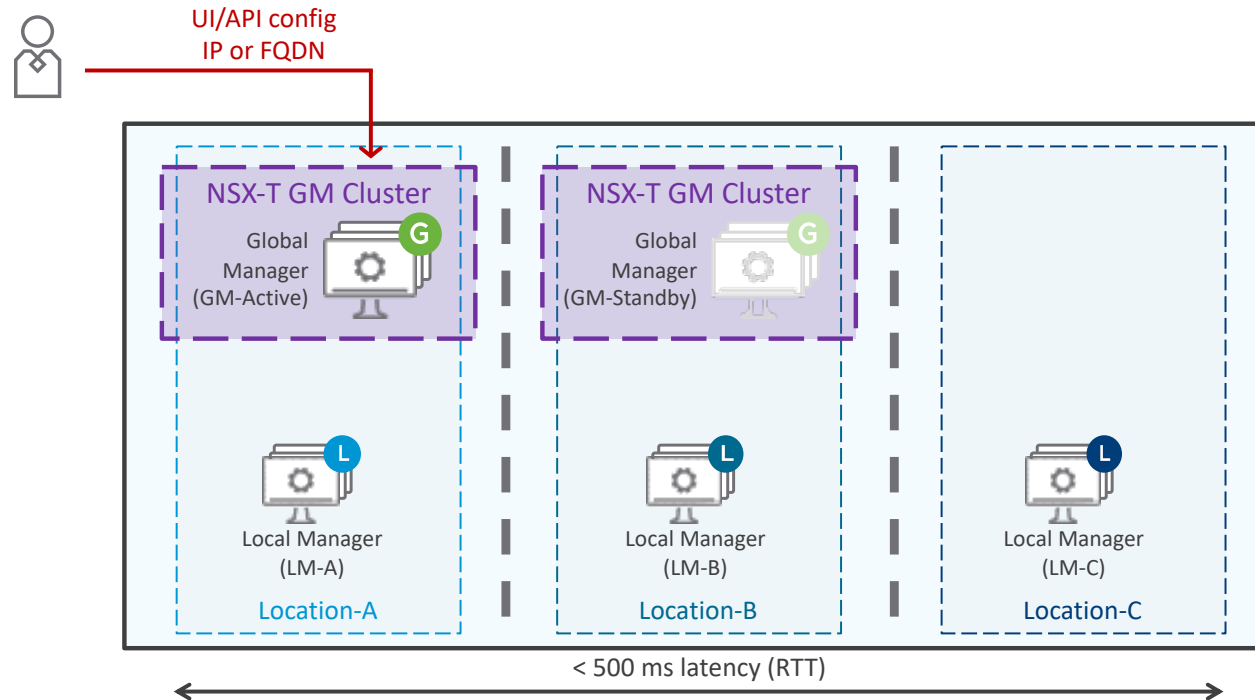 UI/API config
IP or FQDN
NSX-T GM Cluster
G
Global
Manager
(GM-Active)
NSX-T GM Cluster
G
Global
Manager
(GM-Standby)
L
Local Manager
(LM-A)
Location-A
L
Local Manager
(LM-B)
Location-B
L
Local Manager
(LM-C)
Location-C
< 500 ms latency (RTT)